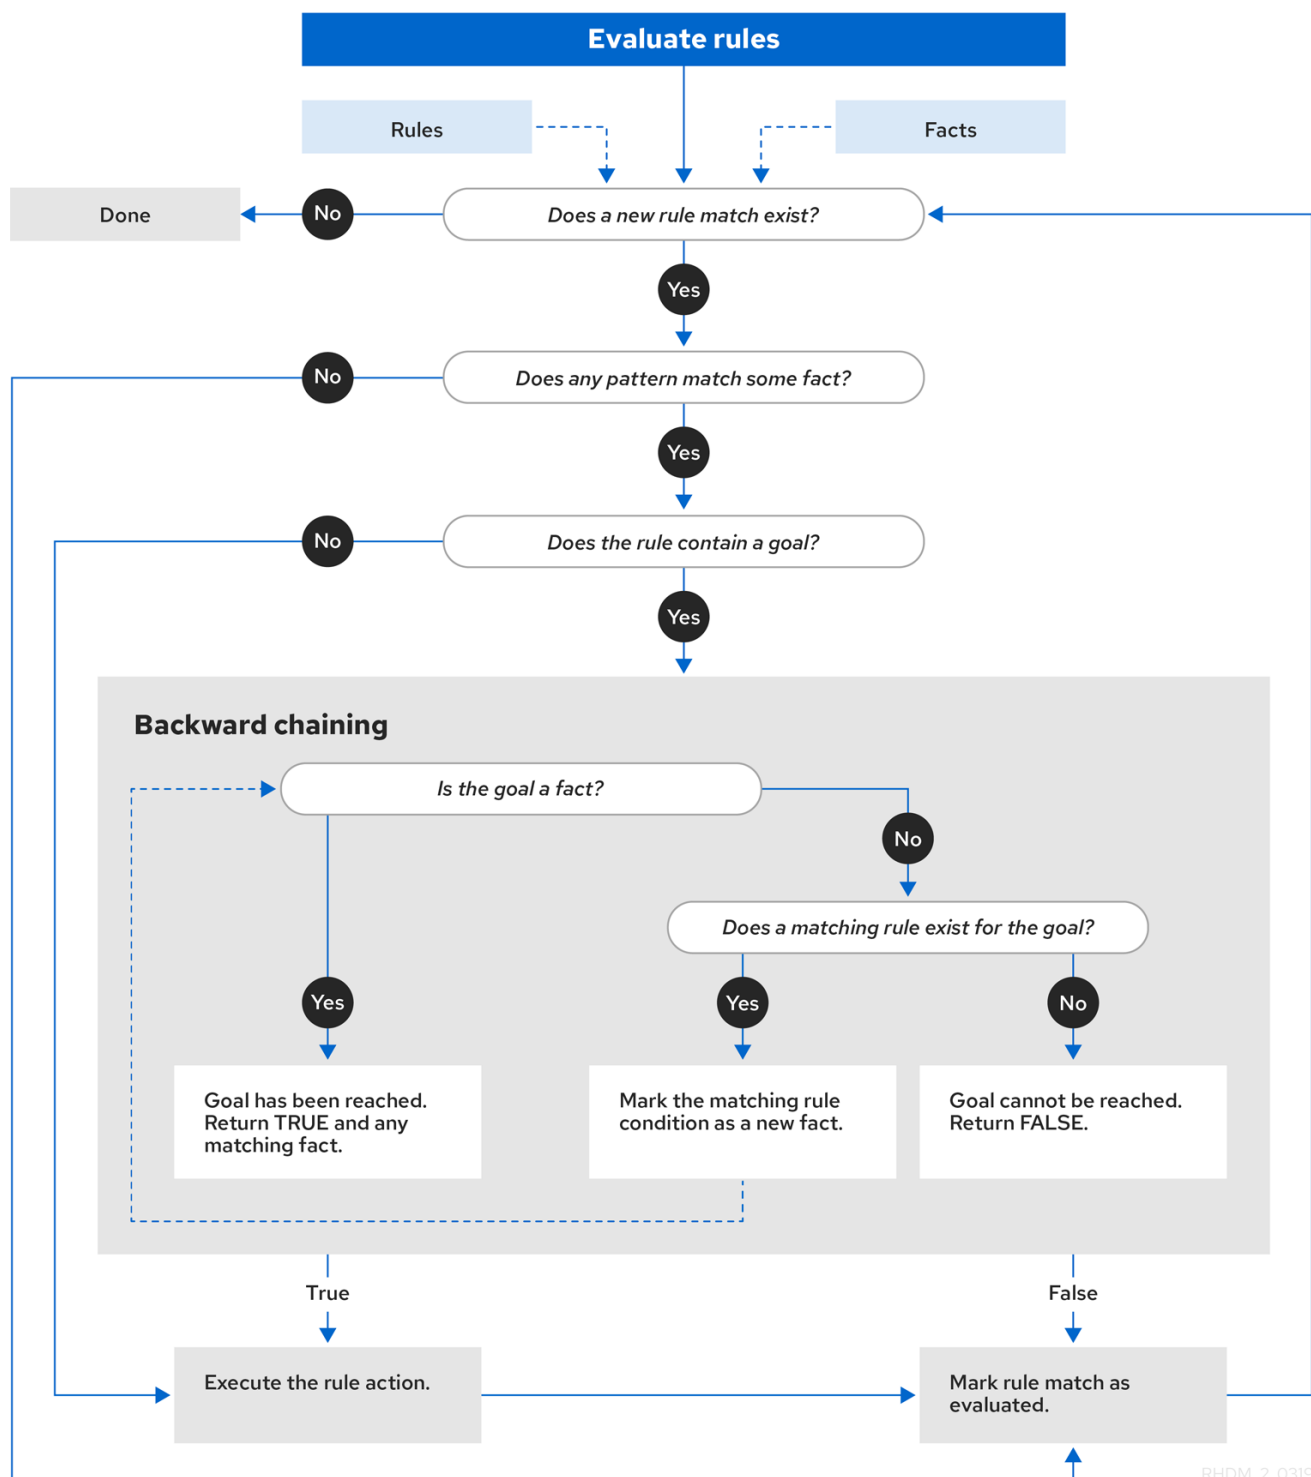 Evaluate rules
Rules
Facts
Done
No
Does a new rule match exist?
Yes
No
Does any pattern match some fact?
Yes
No
Does the rule contain a goal?
Yes
Backward chaining
Is the goal a fact?
No
Does a matching rule exist for the goal?
Yes
Yes
No
Goal has been reached.
Return TRUE and any
matching fact.
Mark the matching rule
condition as a new fact.
Goal cannot be reached.
Return FALSE.
True
False
Execute the rule action.
Mark rule match as
evaluated.
RHDM_2_0319